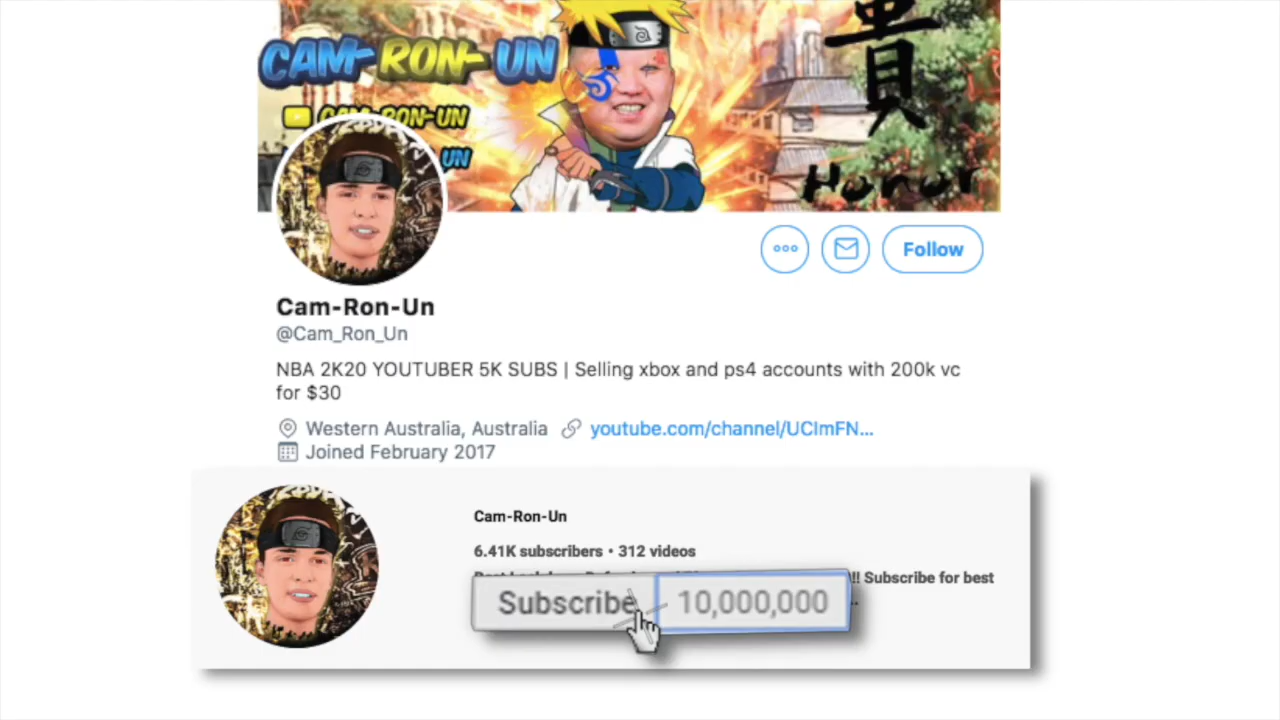 CAM-RON-UN
CAM-RON-UN
UN
貴
Honor
Follow
Cam-Ron-Un
@Cam_Ron_Un
NBA 2K20 YOUTUBER 5K SUBS | Selling xbox and ps4 accounts with 200k vc
for $30
Western Australia, Australia youtube.com/channel/UCImFN...
Joined February 2017
Cam-Ron-Un
6.41K subscribers • 312 videos
!! Subscribe for best
Subscribe 10,000,000